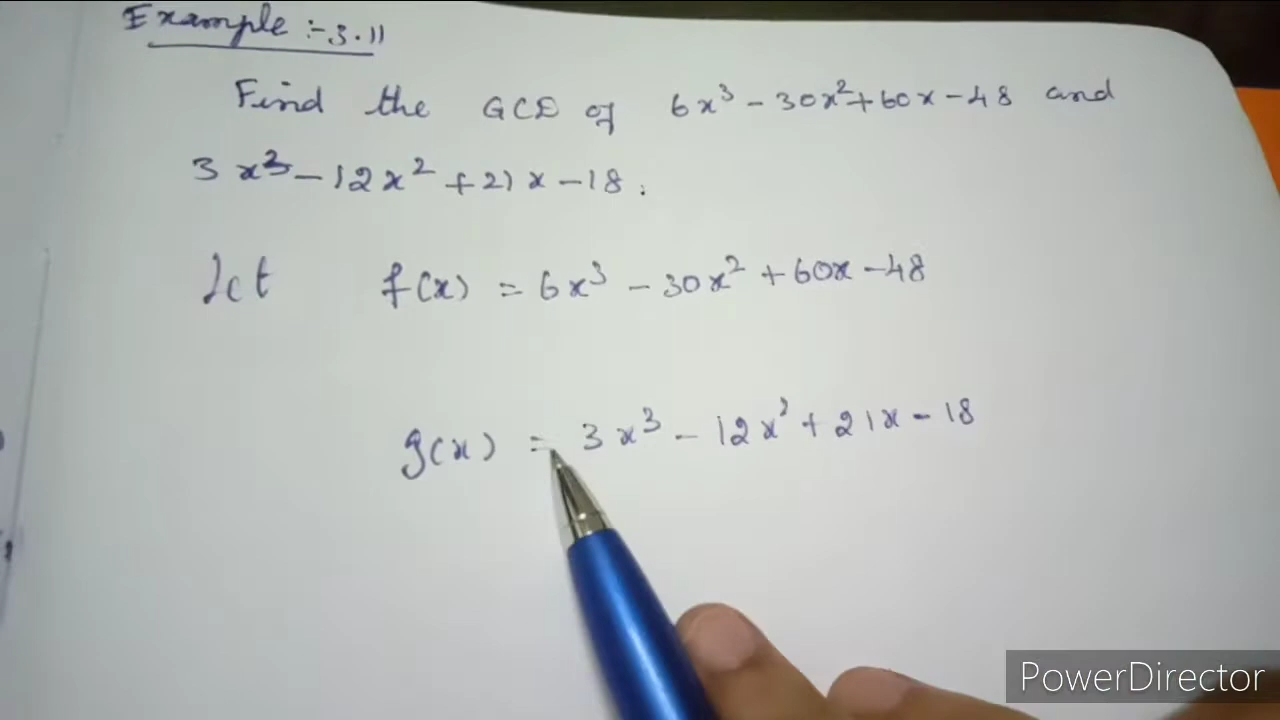 Example :- 3.11
Find the GCD of 6x³ - 30x² + 60x - 48 and
3x³ - 12x² + 21x - 18.
Let f(x) = 6x³ - 30x² + 60x - 48
g(x) = 3x³ - 12x² + 21x - 18
PowerDirector